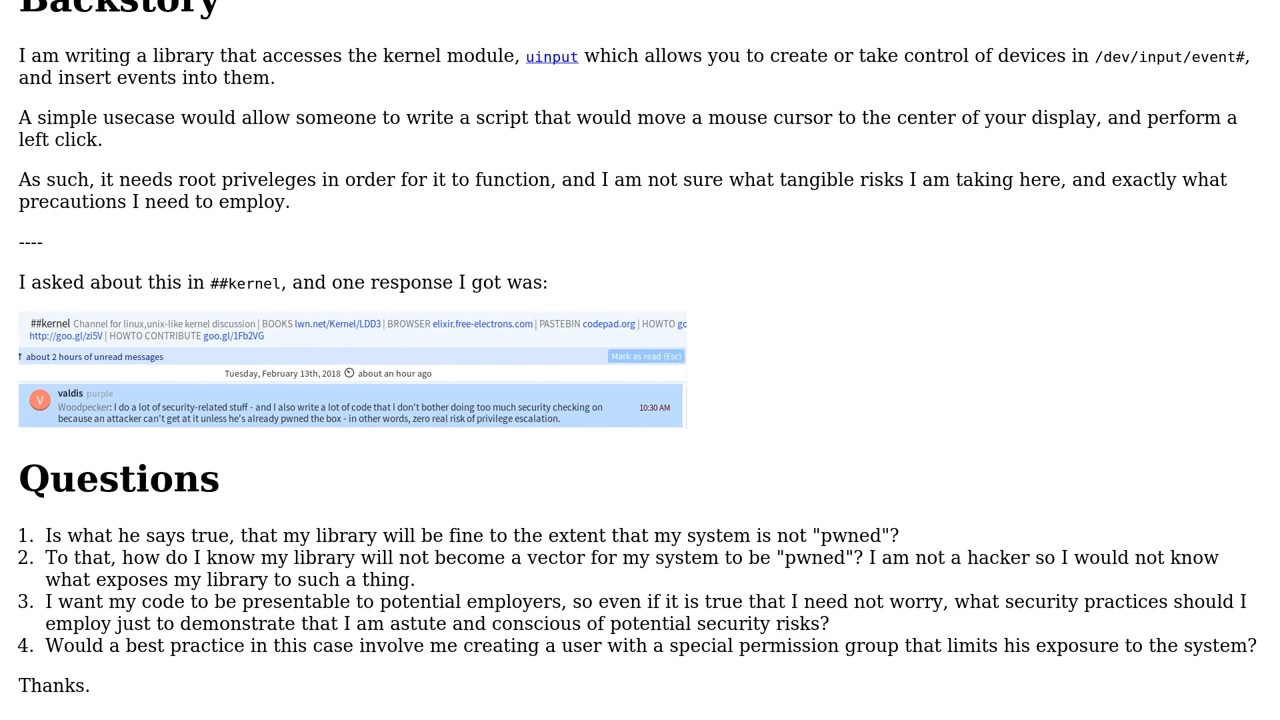 Backstory
I am writing a library that accesses the kernel module, uinput which allows you to create or take control of devices in /dev/input/event#,
and insert events into them.
A simple usecase would allow someone to write a script that would move a mouse cursor to the center of your display, and perform a
left click.
As such, it needs root priveleges in order for it to function, and I am not sure what tangible risks I am taking here, and exactly what
precautions I need to employ.
----
I asked about this in ##kernel, and one response I got was:
##kernel Channel for linux,unix-like kernel discussion | BOOKS lwn.net/Kernel/LDD3 | BROWSER elixir.free-electrons.com | PASTEBIN codepad.org | HOWTO gc
http://goo.gl/zi5V | HOWTO CONTRIBUTE goo.gl/1Fb2VG
↑ about 2 hours of unread messages Mark as read (Esc)
Tuesday, February 13th, 2018 about an hour ago
V valdis purple
Woodpecker: I do a lot of security-related stuff - and I also write a lot of code that I don't bother doing too much security checking on 10:30 AM
because an attacker can't get at it unless he's already pwned the box - in other words, zero real risk of privilege escalation.
Questions
1. Is what he says true, that my library will be fine to the extent that my system is not "pwned"?
2. To that, how do I know my library will not become a vector for my system to be "pwned"? I am not a hacker so I would not know
what exposes my library to such a thing.
3. I want my code to be presentable to potential employers, so even if it is true that I need not worry, what security practices should I
employ just to demonstrate that I am astute and conscious of potential security risks?
4. Would a best practice in this case involve me creating a user with a special permission group that limits his exposure to the system?
Thanks.